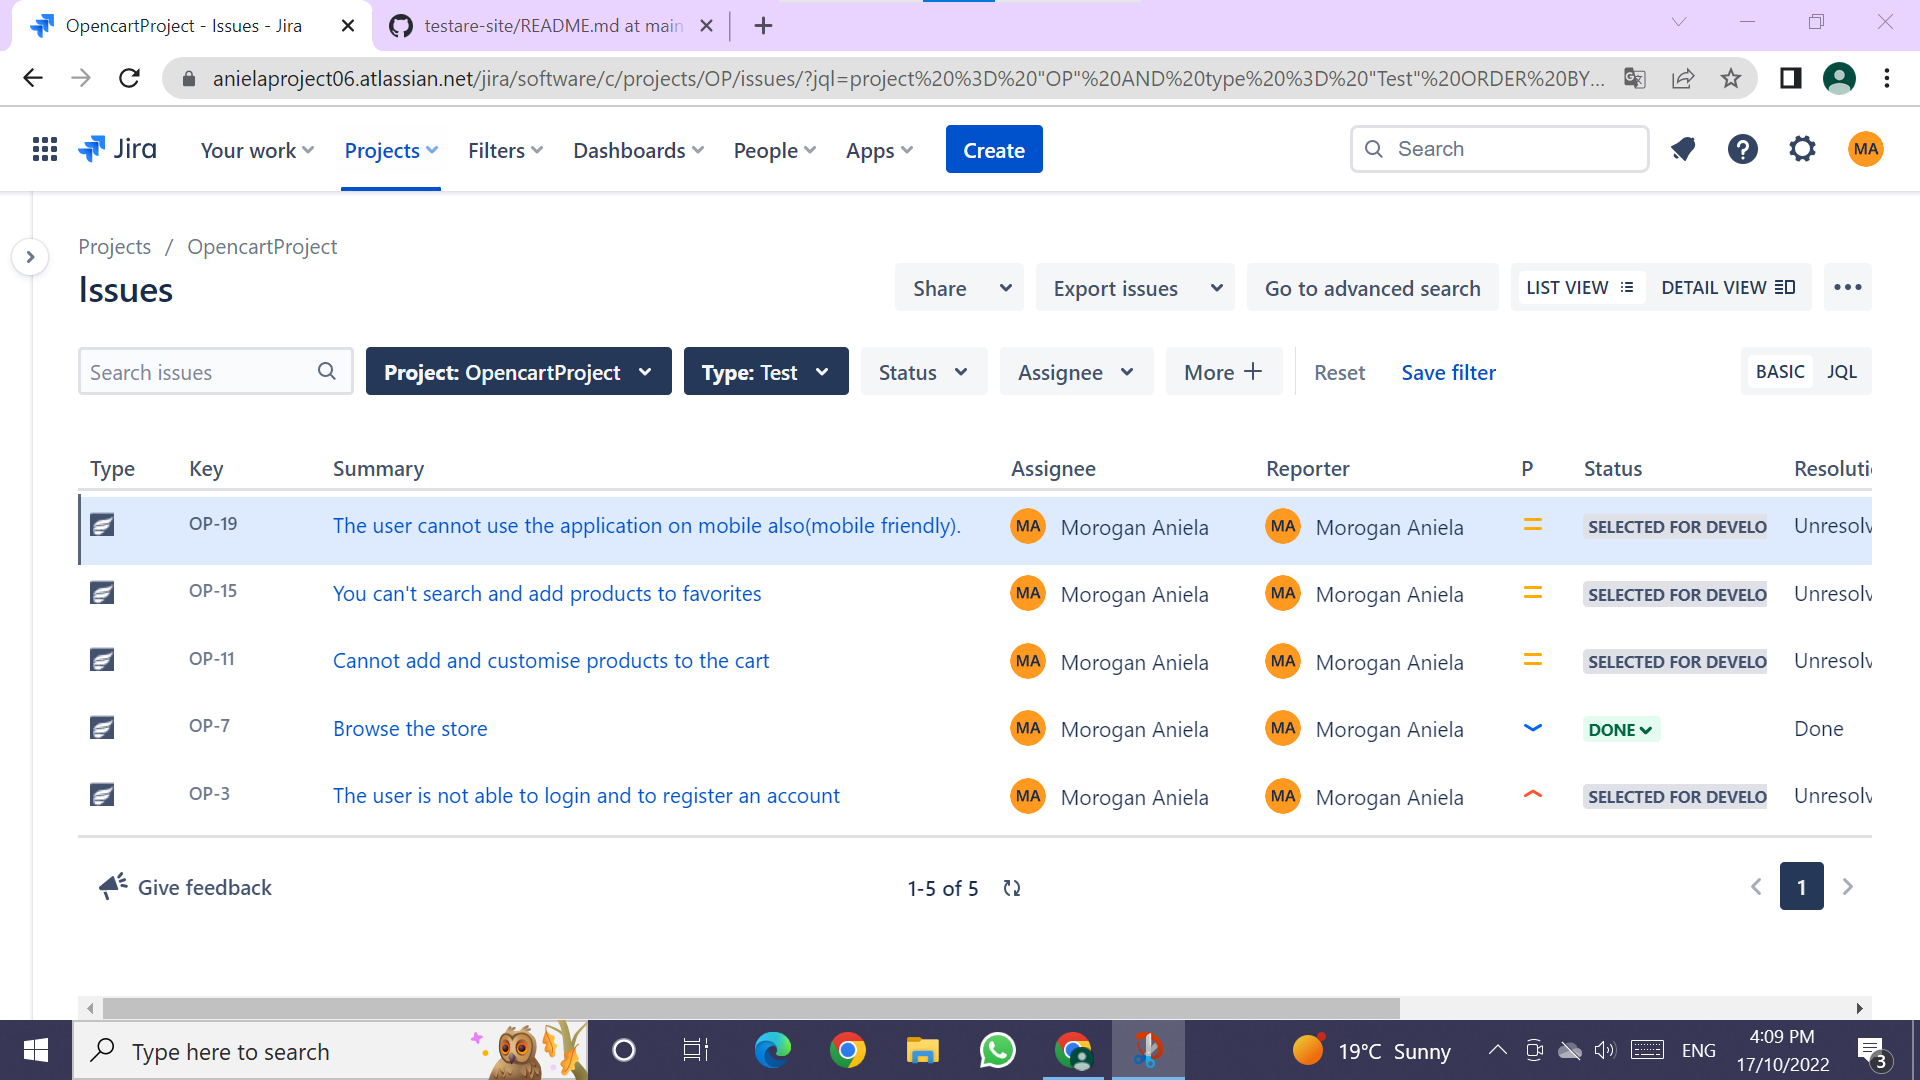 OpencartProject - Issues - Jira
testare-site/README.md at main
anielaproject06.atlassian.net/jira/software/c/projects/OP/issues/?jql=project%20%3D%20"OP"%20AND%20type%20%3D%20"Test"%20ORDER%20BY...
Jira Your work Projects Filters Dashboards People Apps Create Search MA
Projects / OpencartProject
Issues
Share Export issues Go to advanced search LIST VIEW DETAIL VIEW
Search issues Project: OpencartProject Type: Test Status Assignee More + Reset Save filter BASIC JQL
Type Key Summary Assignee Reporter P Status Resoluti
OP-19 The user cannot use the application on mobile also(mobile friendly). MA Morogan Aniela MA Morogan Aniela SELECTED FOR DEVELO Unresolv
OP-15 You can't search and add products to favorites MA Morogan Aniela MA Morogan Aniela SELECTED FOR DEVELO Unresolv
OP-11 Cannot add and customise products to the cart MA Morogan Aniela MA Morogan Aniela SELECTED FOR DEVELO Unresolv
OP-7 Browse the store MA Morogan Aniela MA Morogan Aniela DONE Done
OP-3 The user is not able to login and to register an account MA Morogan Aniela MA Morogan Aniela SELECTED FOR DEVELO Unresolv
Give feedback 1-5 of 5 1
Type here to search 19°C Sunny ENG 4:09 PM
17/10/2022 3